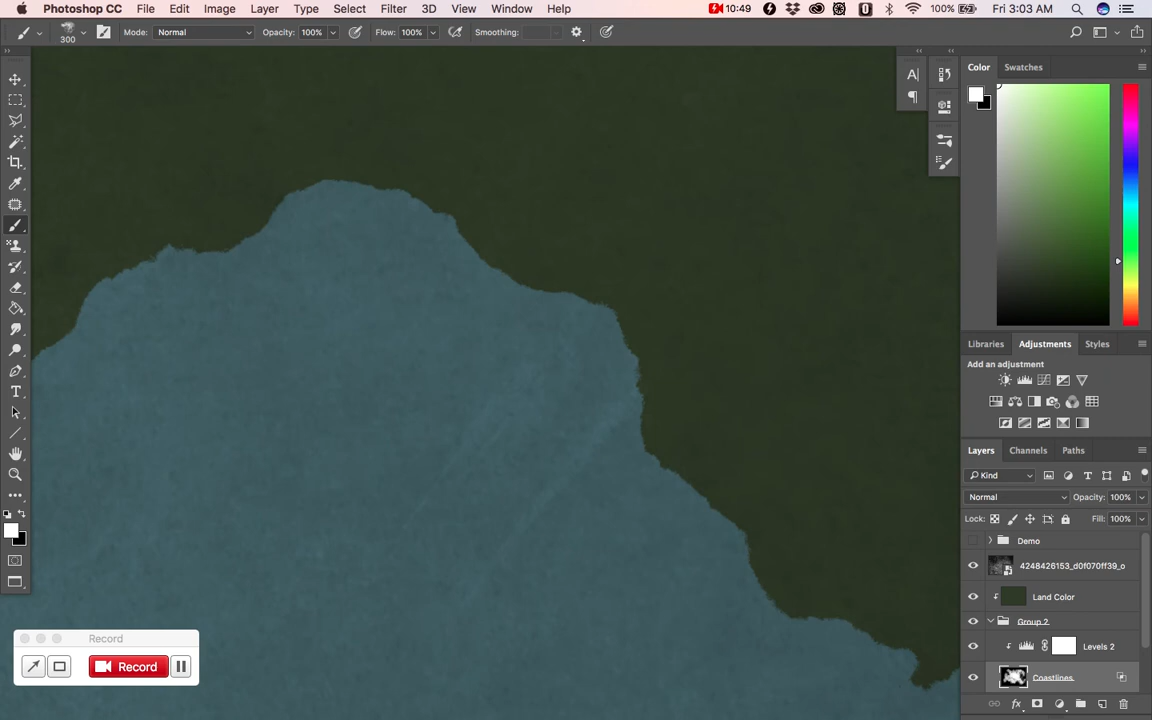 Photoshop CC File Edit Image Layer Type Select Filter 3D View Window Help 10:49 100% Fri 3:03 AM
300 Mode: Normal Opacity: 100% Flow: 100% Smoothing:
Color Swatches
Libraries Adjustments Styles
Add an adjustment
Layers Channels Paths
Kind
Normal Opacity: 100%
Lock: Fill: 100%
Demo
4248426153_d0f070ff39_o
Land Color
Group 2
Levels 2
Coastlines
Record
Record